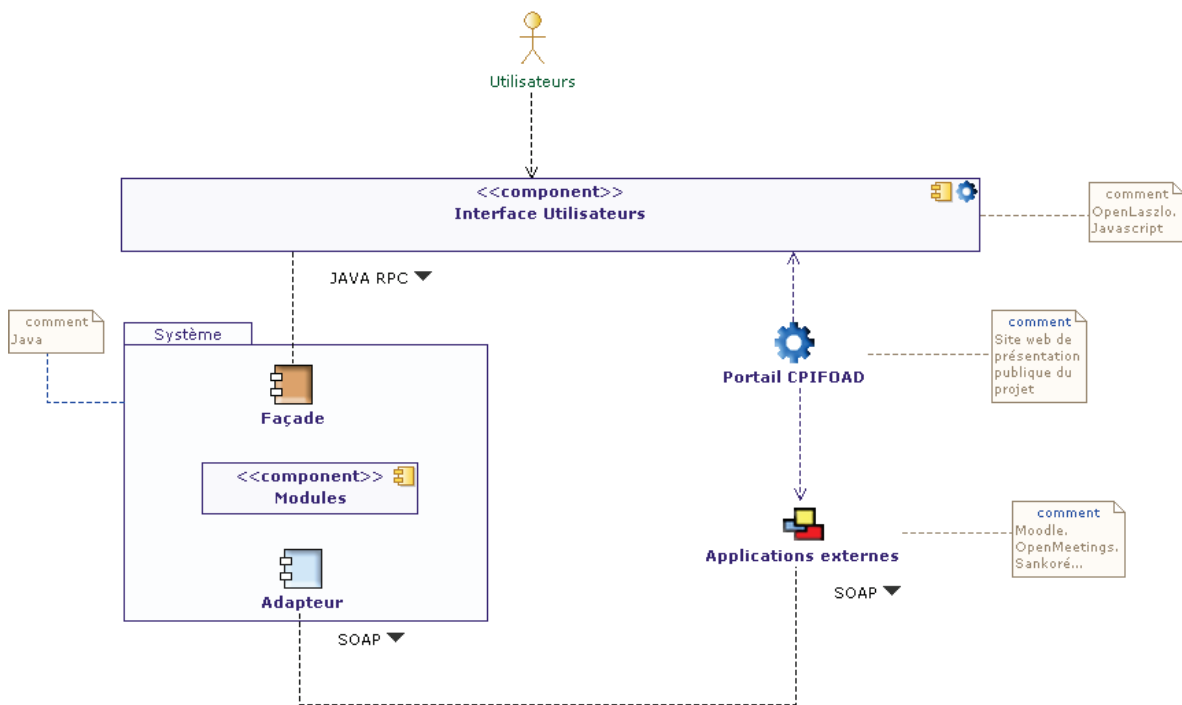 Utilisateurs
<<component>>
Interface Utilisateurs
comment
OpenLaszlo.
Javascript
JAVA RPC
comment
Java
Système
Façade
<<component>>
Modules
Adapteur
SOAP
Portail CPIFOAD
comment
Site web de
présentation
publique du
projet
Applications externes
SOAP
comment
Moodle.
OpenMeetings.
Sankoré...